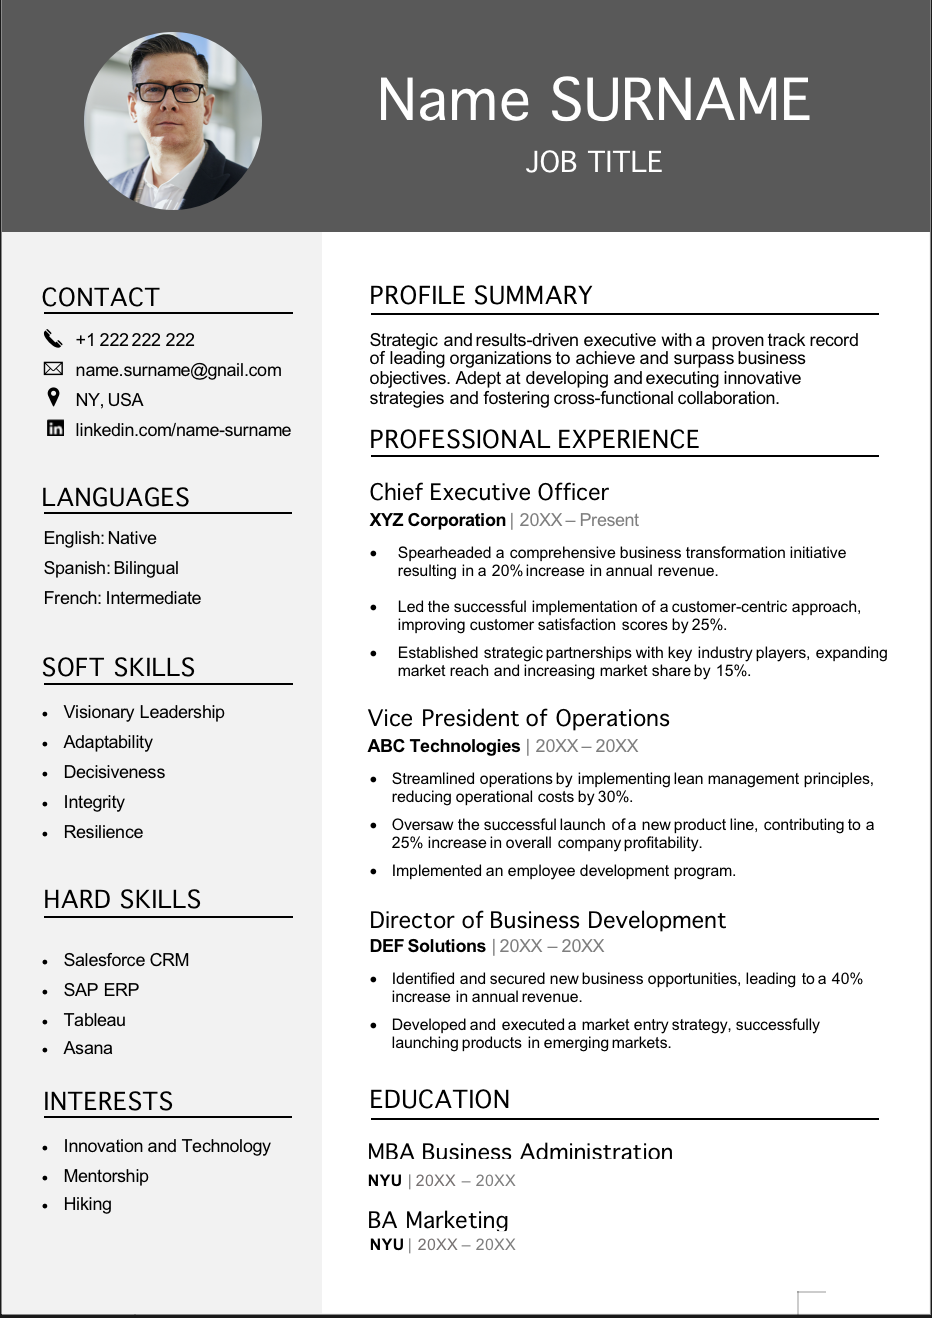 Name SURNAME
JOB TITLE
CONTACT
+1 222 222 222
name.surname@gnail.com
NY, USA
in linkedin.com/name-surname
LANGUAGES
English: Native
Spanish: Bilingual
French: Intermediate
SOFT SKILLS
• Visionary Leadership
• Adaptability
• Decisiveness
• Integrity
• Resilience
HARD SKILLS
• Salesforce CRM
• SAP ERP
• Tableau
• Asana
INTERESTS
• Innovation and Technology
• Mentorship
• Hiking
PROFILE SUMMARY
Strategic and results-driven executive with a proven track record
of leading organizations to achieve and surpass business
objectives. Adept at developing and executing innovative
strategies and fostering cross-functional collaboration.
PROFESSIONAL EXPERIENCE
Chief Executive Officer
XYZ Corporation | 20XX – Present
• Spearheaded a comprehensive business transformation initiative
resulting in a 20% increase in annual revenue.
• Led the successful implementation of a customer-centric approach,
improving customer satisfaction scores by 25%.
• Established strategic partnerships with key industry players, expanding
market reach and increasing market share by 15%.
Vice President of Operations
ABC Technologies | 20XX – 20XX
• Streamlined operations by implementing lean management principles,
reducing operational costs by 30%.
• Oversaw the successful launch of a new product line, contributing to a
25% increase in overall company profitability.
• Implemented an employee development program.
Director of Business Development
DEF Solutions | 20XX – 20XX
• Identified and secured new business opportunities, leading to a 40%
increase in annual revenue.
• Developed and executed a market entry strategy, successfully
launching products in emerging markets.
EDUCATION
MBA Business Administration
NYU | 20XX – 20XX
BA Marketing
NYU | 20XX – 20XX